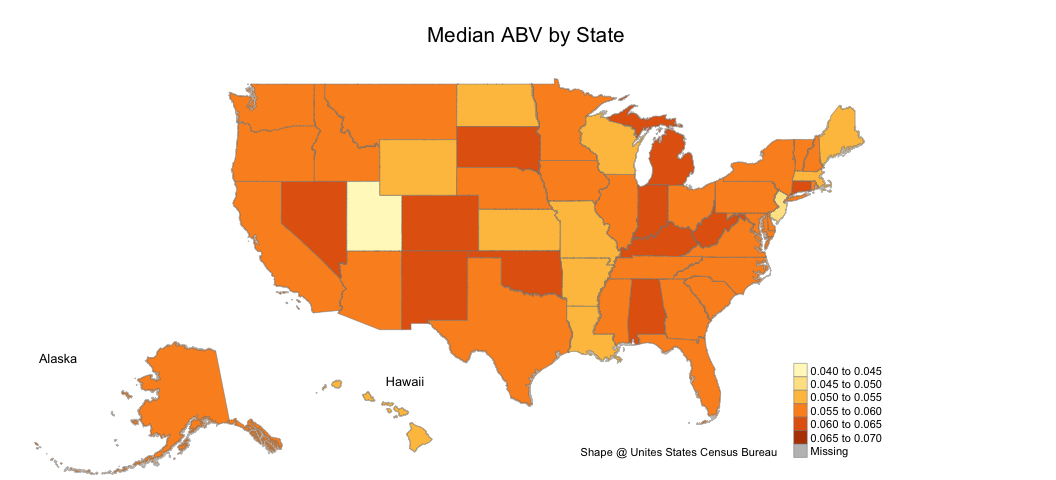 Median ABV by State
Alaska
Hawaii
0.040 to 0.045
0.045 to 0.050
0.050 to 0.055
0.055 to 0.060
0.060 to 0.065
0.065 to 0.070
Missing
Shape @ Unites States Census Bureau